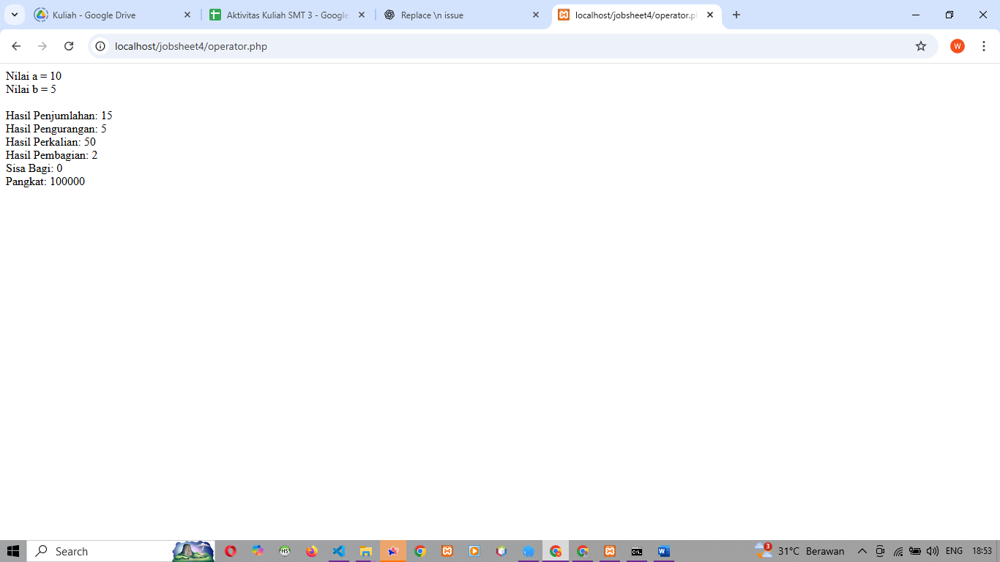 Kuliah - Google Drive
Aktivitas Kuliah SMT 3 - Google
Replace \n issue
localhost/jobsheet4/operator.p
localhost/jobsheet4/operator.php
W
Nilai a = 10
Nilai b = 5
Hasil Penjumlahan: 15
Hasil Pengurangan: 5
Hasil Perkalian: 50
Hasil Pembagian: 2
Sisa Bagi: 0
Pangkat: 100000
Search
HS
3
31°C Berawan
ENG
18:53